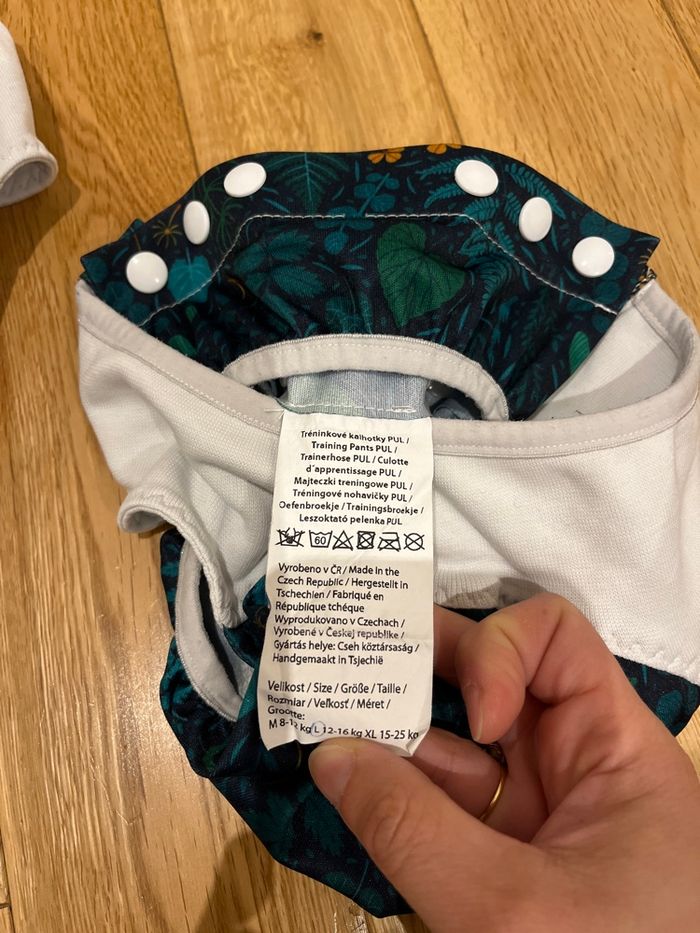 Tréninkové kalhotky PUL /
Training Pants PUL /
Trainerhose PUL / Culotte
d´apprentissage PUL /
Majteczki treningowe PUL /
Tréningové nohavičky PUL /
Oefenbroekje / Trainingsbroekje /
Leszoktató pelenka PUL
60
Vyrobeno v ČR / Made in the
Czech Republic / Hergestellt in
Tschechien / Fabriqué en
République tchéque
Wyprodukowano v Czechach /
Vyrobené v Českej republike /
Gyártás helye: Cseh köztársaság /
Handgemaakt in Tsjechië
Velikost / Size / Größe / Taille /
Rozmiar / Veľkosť / Méret /
Grootte:
M 8-12 kg L 12-16 kg XL 15-25 kg